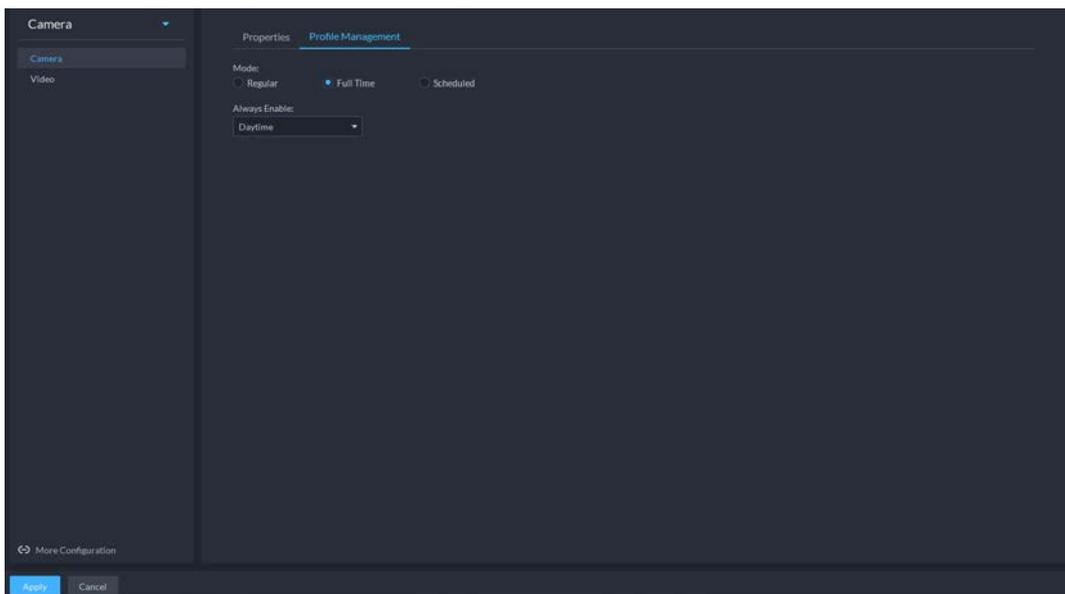 Camera
Camera
Video
Properties Profile Management
Mode:
Regular Full Time Scheduled
Always Enable:
Daytime
More Configuration
Apply Cancel